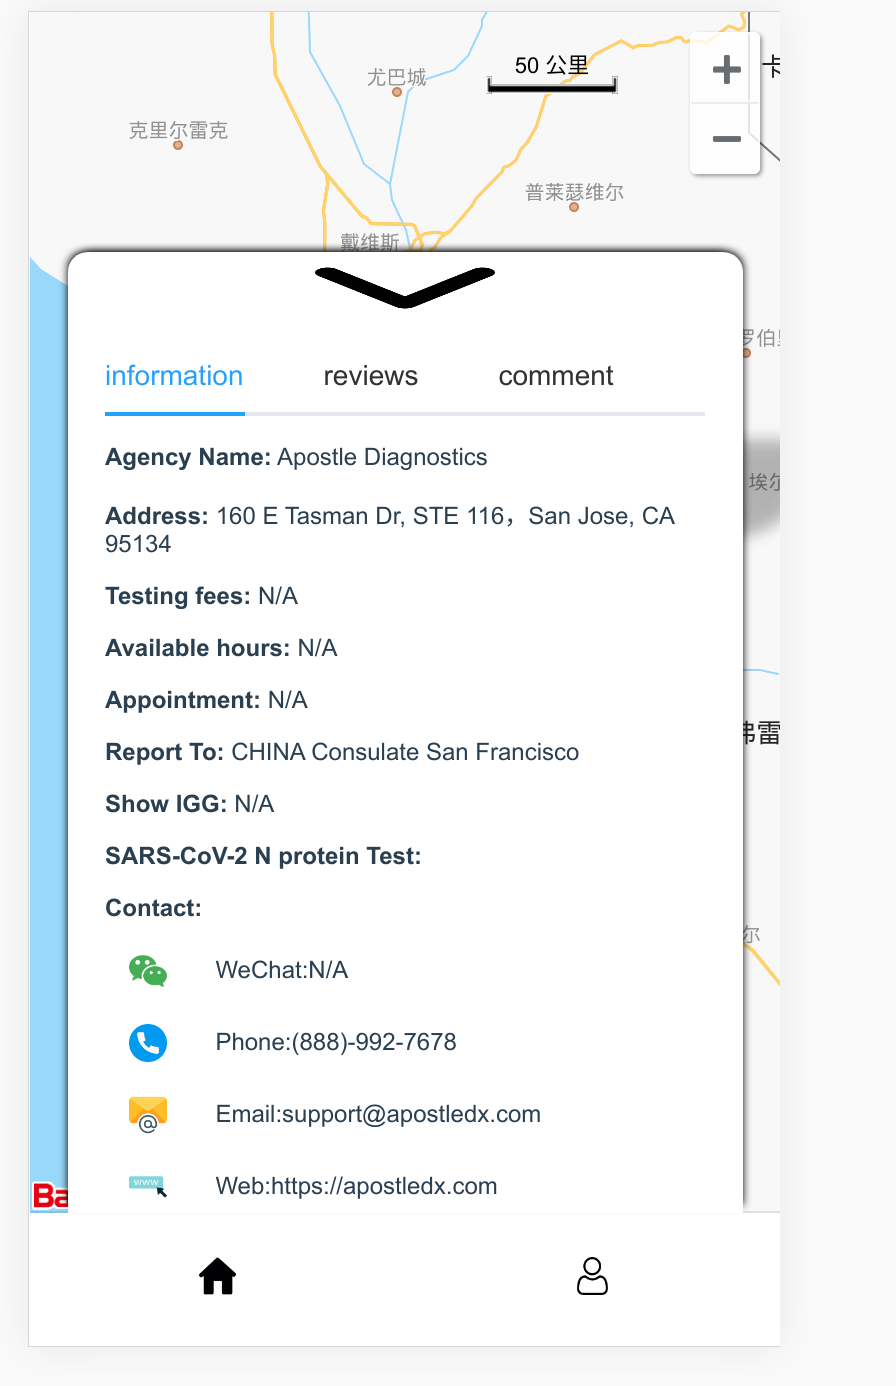 尤巴城
50 公里
卡
克里尔雷克
普莱瑟维尔
戴维斯
information
reviews
comment
Agency Name: Apostle Diagnostics
Address: 160 E Tasman Dr, STE 116，San Jose, CA
95134
Testing fees: N/A
Available hours: N/A
Appointment: N/A
Report To: CHINA Consulate San Francisco
Show IGG: N/A
SARS-CoV-2 N protein Test:
Contact:
WeChat:N/A
Phone:(888)-992-7678
@
Email:support@apostledx.com
www
Web:https://apostledx.com
罗伯
埃尔
弗雷
尔
Ba